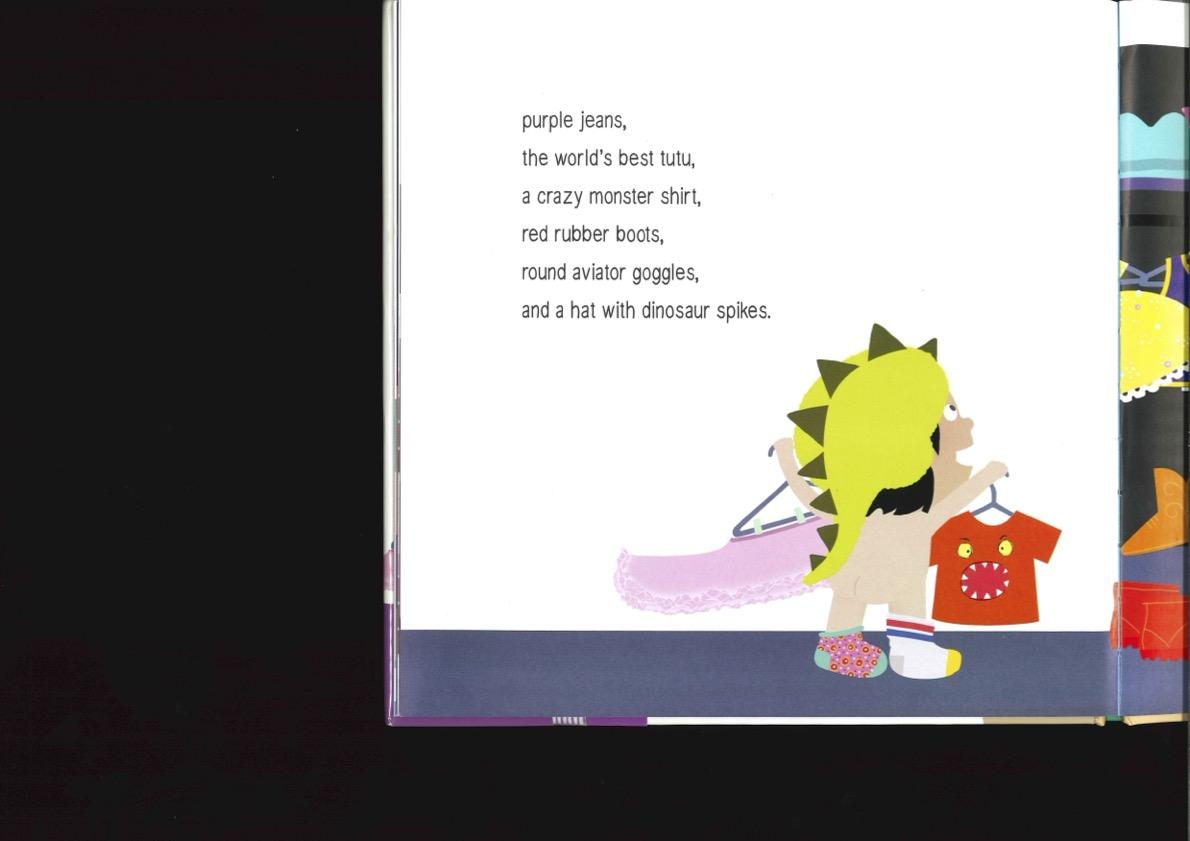 purple jeans,
the world's best tutu,
a crazy monster shirt,
red rubber boots,
round aviator goggles,
and a hat with dinosaur spikes.